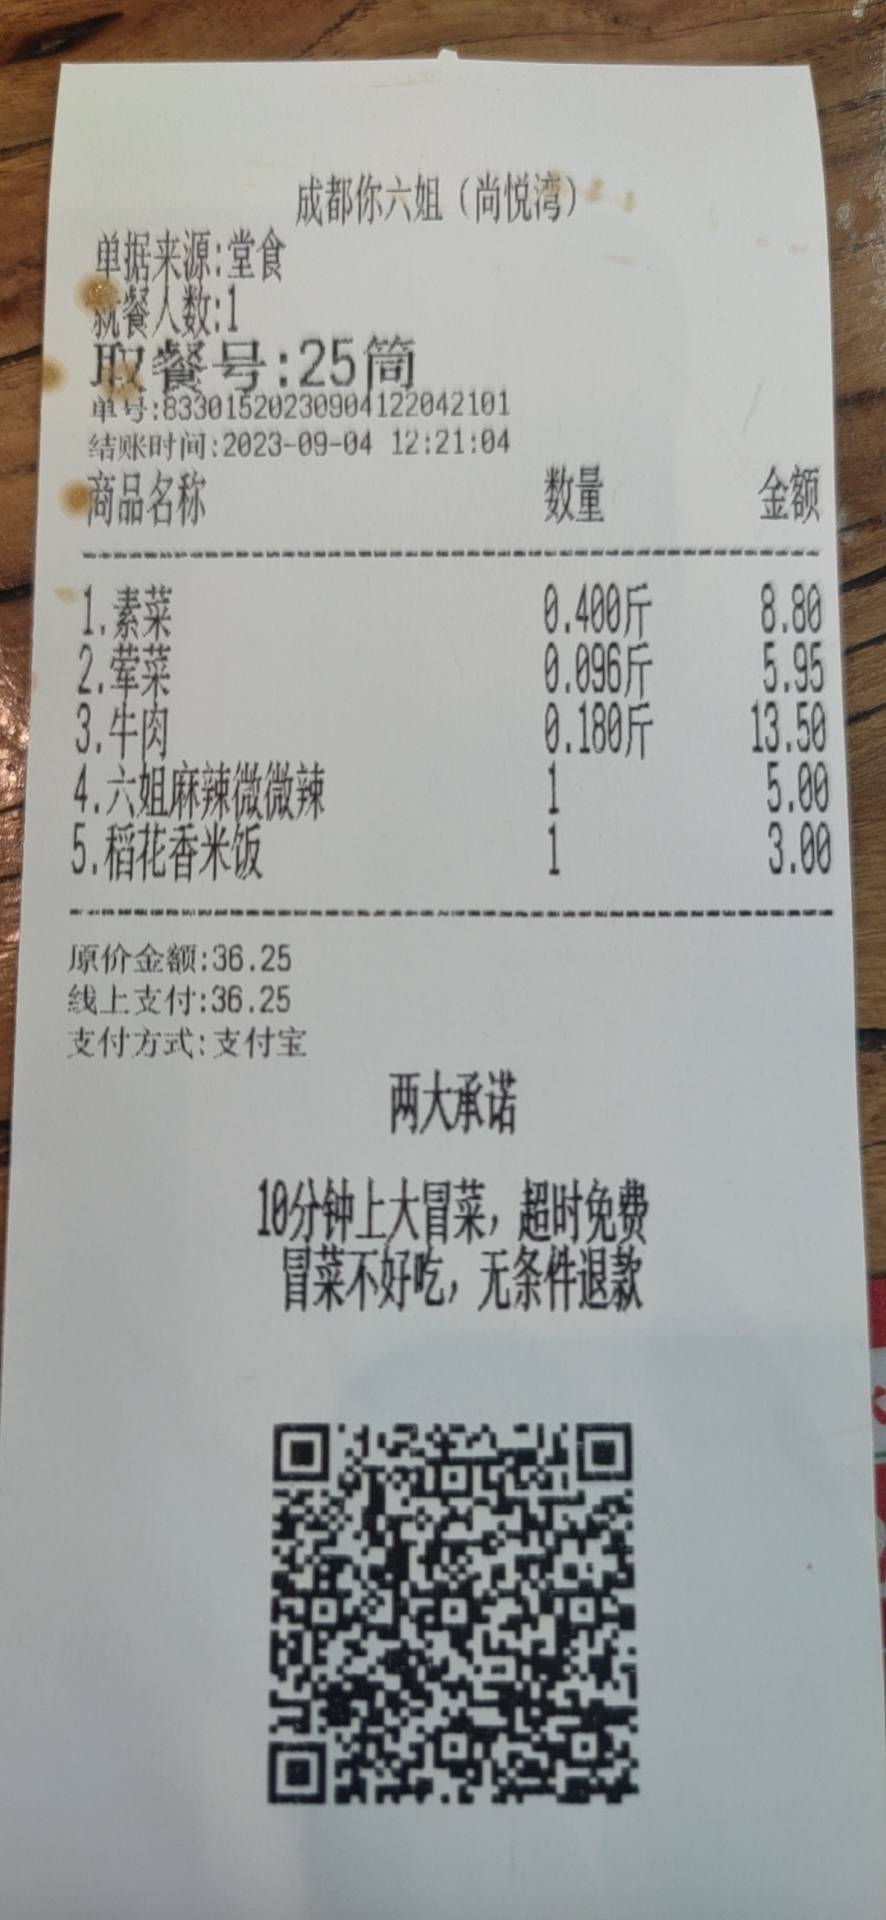 成都你六姐（尚悦湾）
单据来源:堂食
就餐人数:1
取餐号:25筒
单号:833015202309041220421​01
结账时间:2023-09-04 12:21:04
商品名称 数量 金额
1.素菜 0.400斤 8.80
2.荤菜 0.096斤 5.95
3.牛肉 0.180斤 13.50
4.六姐麻辣微微辣 1 5.00
5.稻花香米饭 1 3.00
原价金额:36.25
线上支付:36.25
支付方式:支付宝
两大承诺
10分钟上大冒菜，超时免费
冒菜不好吃，无条件退款